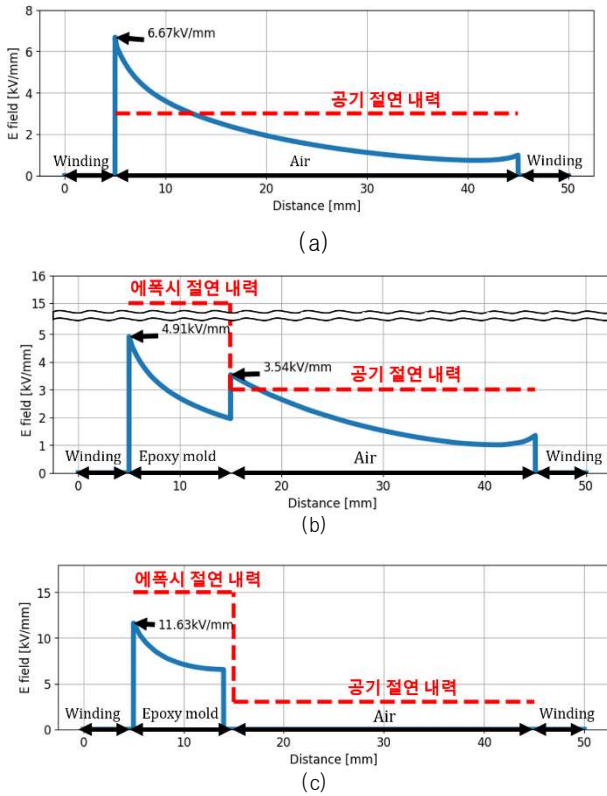 8
6
4
2
0
E field [kV/mm]
6.67kV/mm
공기 절연 내력
Winding
Air
Winding
0
10
20
30
40
50
Distance [mm]
(a)
16
15
5
4
3
2
1
0
E field [kV/mm]
에폭시 절연 내력
4.91kV/mm
3.54kV/mm
공기 절연 내력
Winding
Epoxy mold
Air
Winding
0
10
20
30
40
50
Distance [mm]
(b)
15
10
5
0
E field [kV/mm]
에폭시 절연 내력
11.63kV/mm
공기 절연 내력
Winding
Epoxy mold
Air
Winding
0
10
20
30
40
50
Distance [mm]
(c)